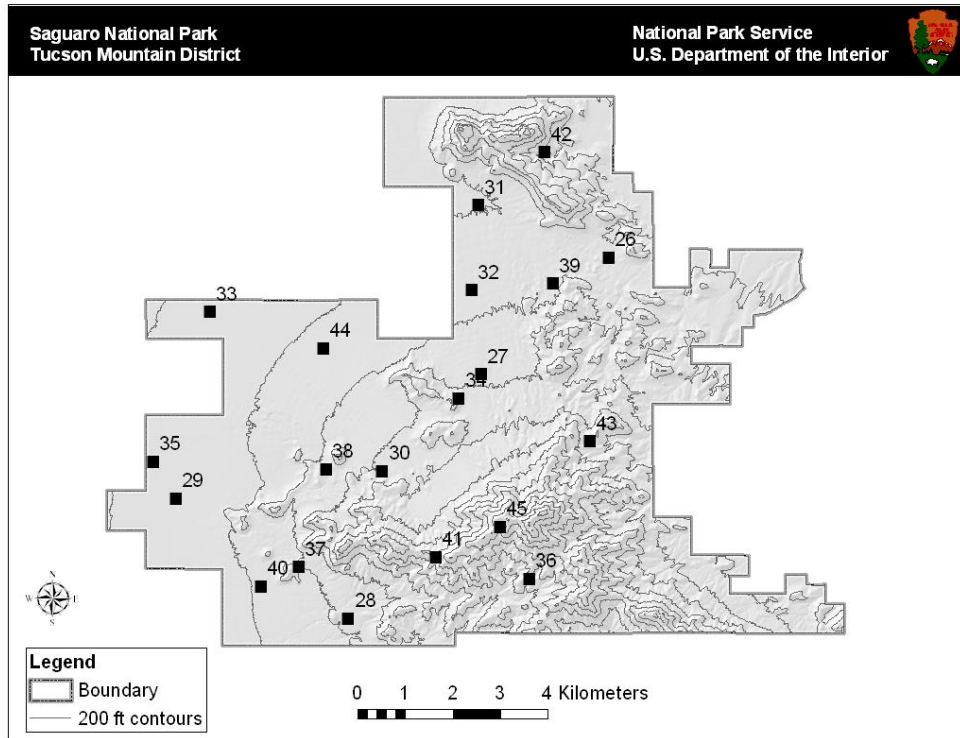 Saguaro National Park
Tucson Mountain District
National Park Service
U.S. Department of the Interior
42
31
26
39
32
33
44
27
34
43
35
38
30
29
45
41
37
36
40
28
N
W E
S
Legend
Boundary
200 ft contours
0 1 2 3 4 Kilometers